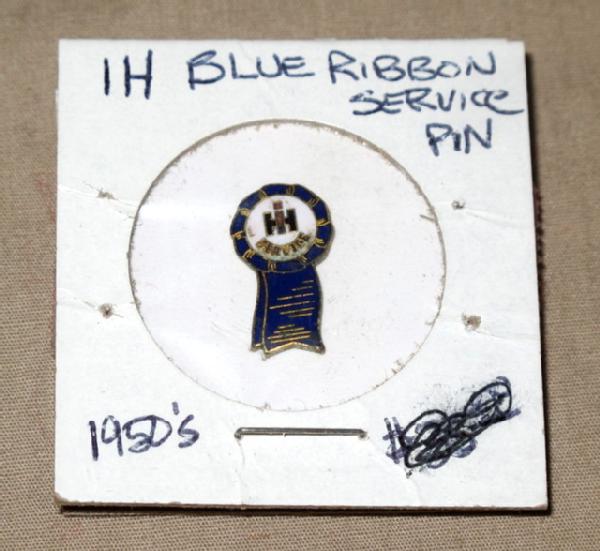 IH BLUE RIBBON
SERVICE
PIN
IH
SERVICE
1950's